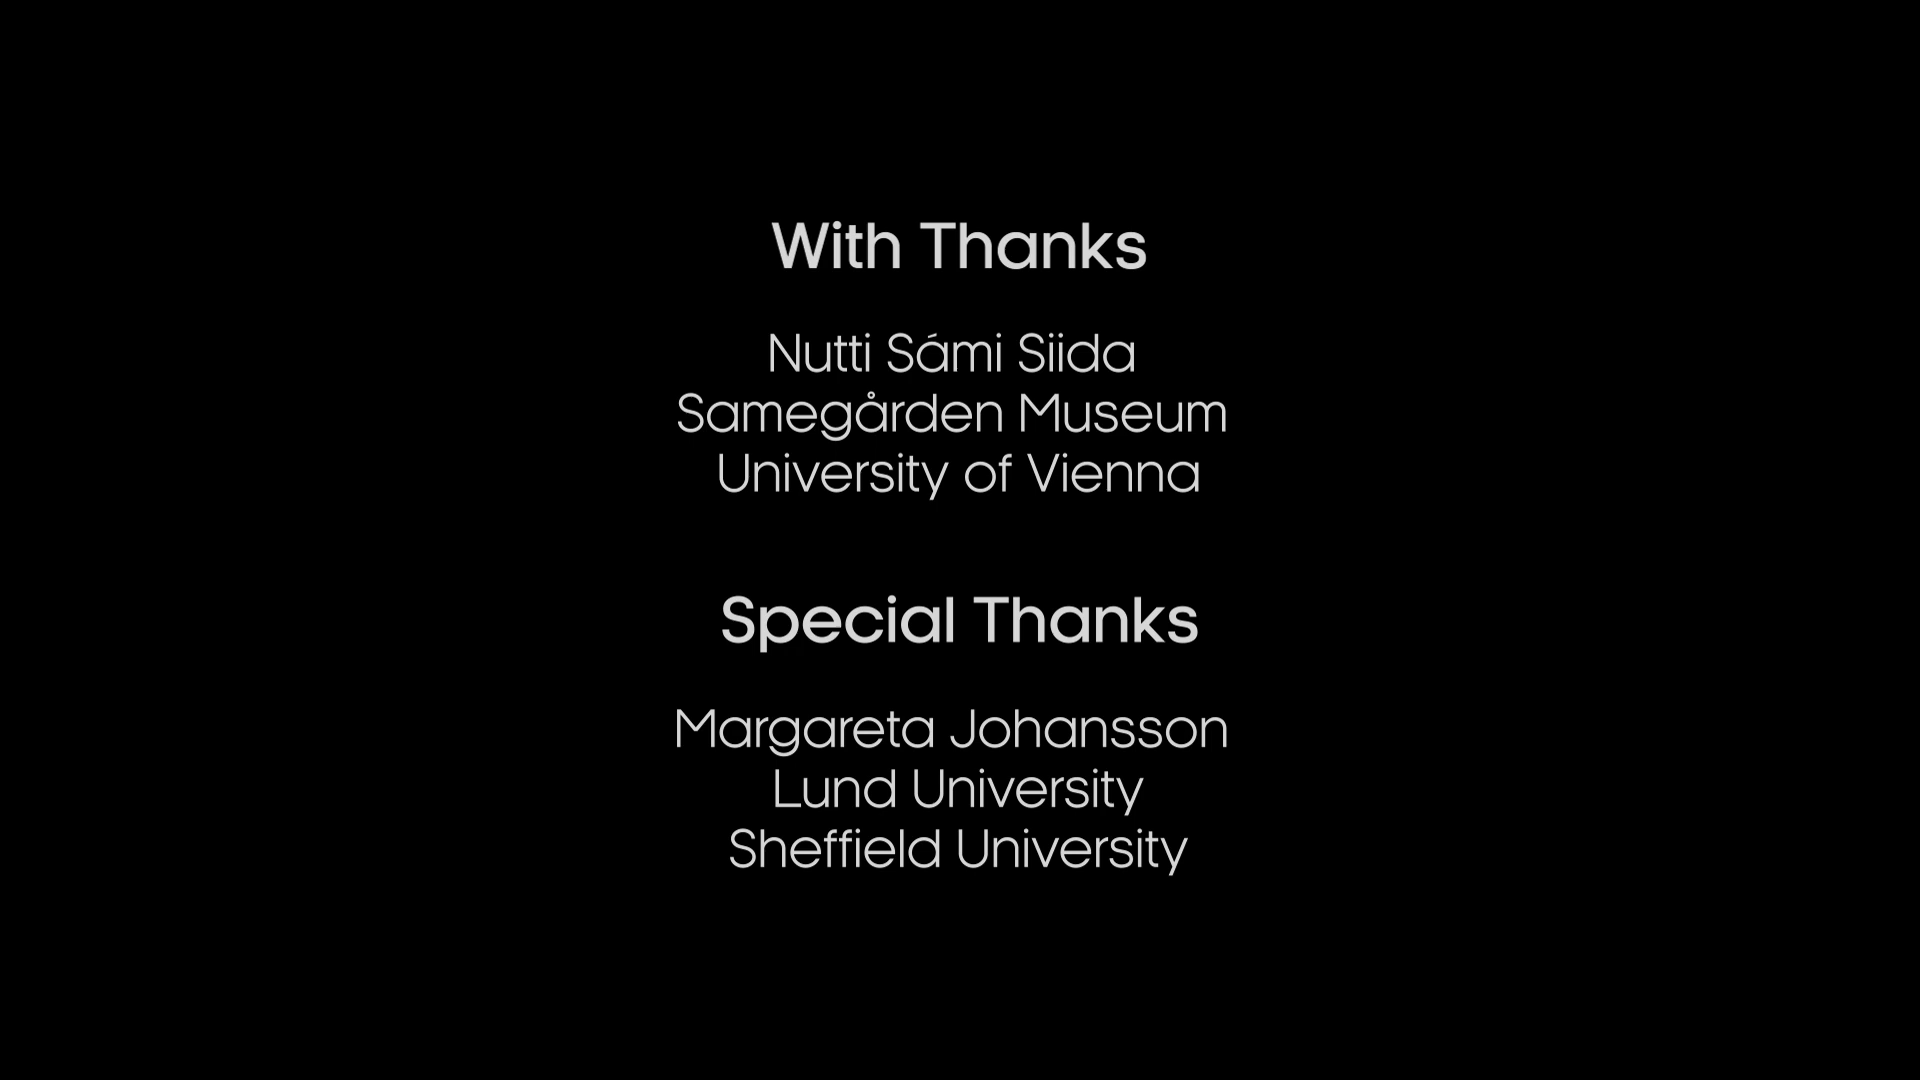 With Thanks
Nutti Sámi Siida
Samegården Museum
University of Vienna
Special Thanks
Margareta Johansson
Lund University
Sheffield University